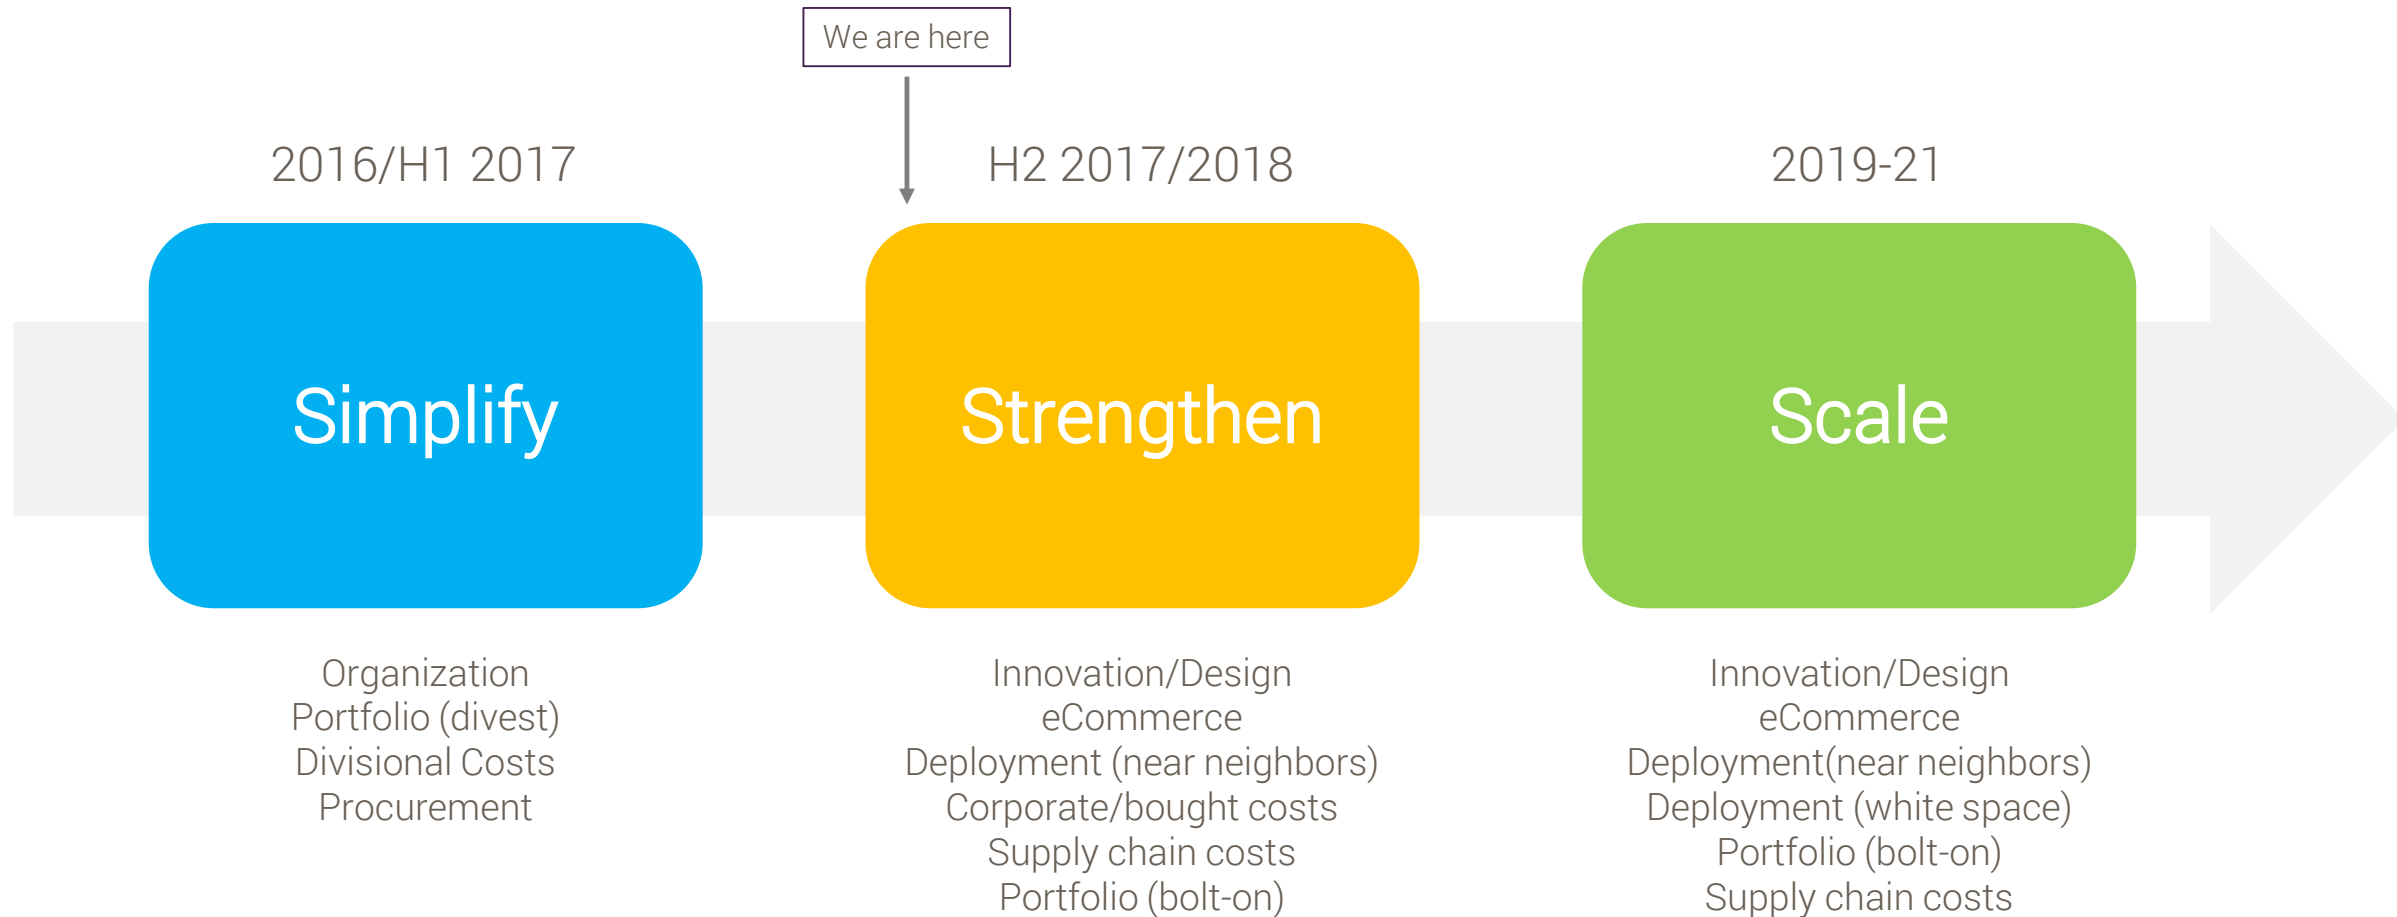 We are here
2016/H1 2017
H2 2017/2018
2019-21
Simplify
Strengthen
Scale
Organization
Portfolio (divest)
Divisional Costs
Procurement
Innovation/Design
eCommerce
Deployment (near neighbors)
Corporate/bought costs
Supply chain costs
Portfolio (bolt-on)
Innovation/Design
eCommerce
Deployment(near neighbors)
Deployment (white space)
Portfolio (bolt-on)
Supply chain costs